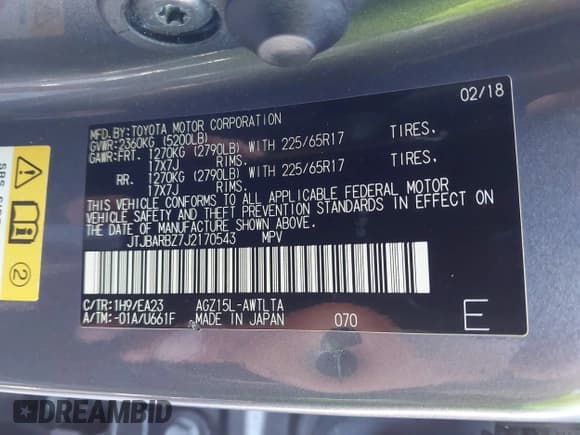 02/18
MFD.BY:TOYOTA MOTOR CORPORATION
GVWR:2360KG (5200LB)
GAWR:FRT. 1270KG (2790LB) WITH 225/65R17 TIRES,
17X7J RIMS.
RR. 1270KG (2790LB) WITH 225/65R17 TIRES,
17X7J RIMS.
THIS VEHICLE CONFORMS TO ALL APPLICABLE FEDERAL MOTOR
VEHICLE SAFETY AND THEFT PREVENTION STANDARDS IN EFFECT ON
THE DATE OF MANUFACTURE SHOWN ABOVE.
JTJBARBZ7J2170543 MPV
C/TR:1H9/EA23 AGZ15L-AWTLTA
A/TM:-01A/U661F MADE IN JAPAN 070 E
SRS
2
DREAMBID